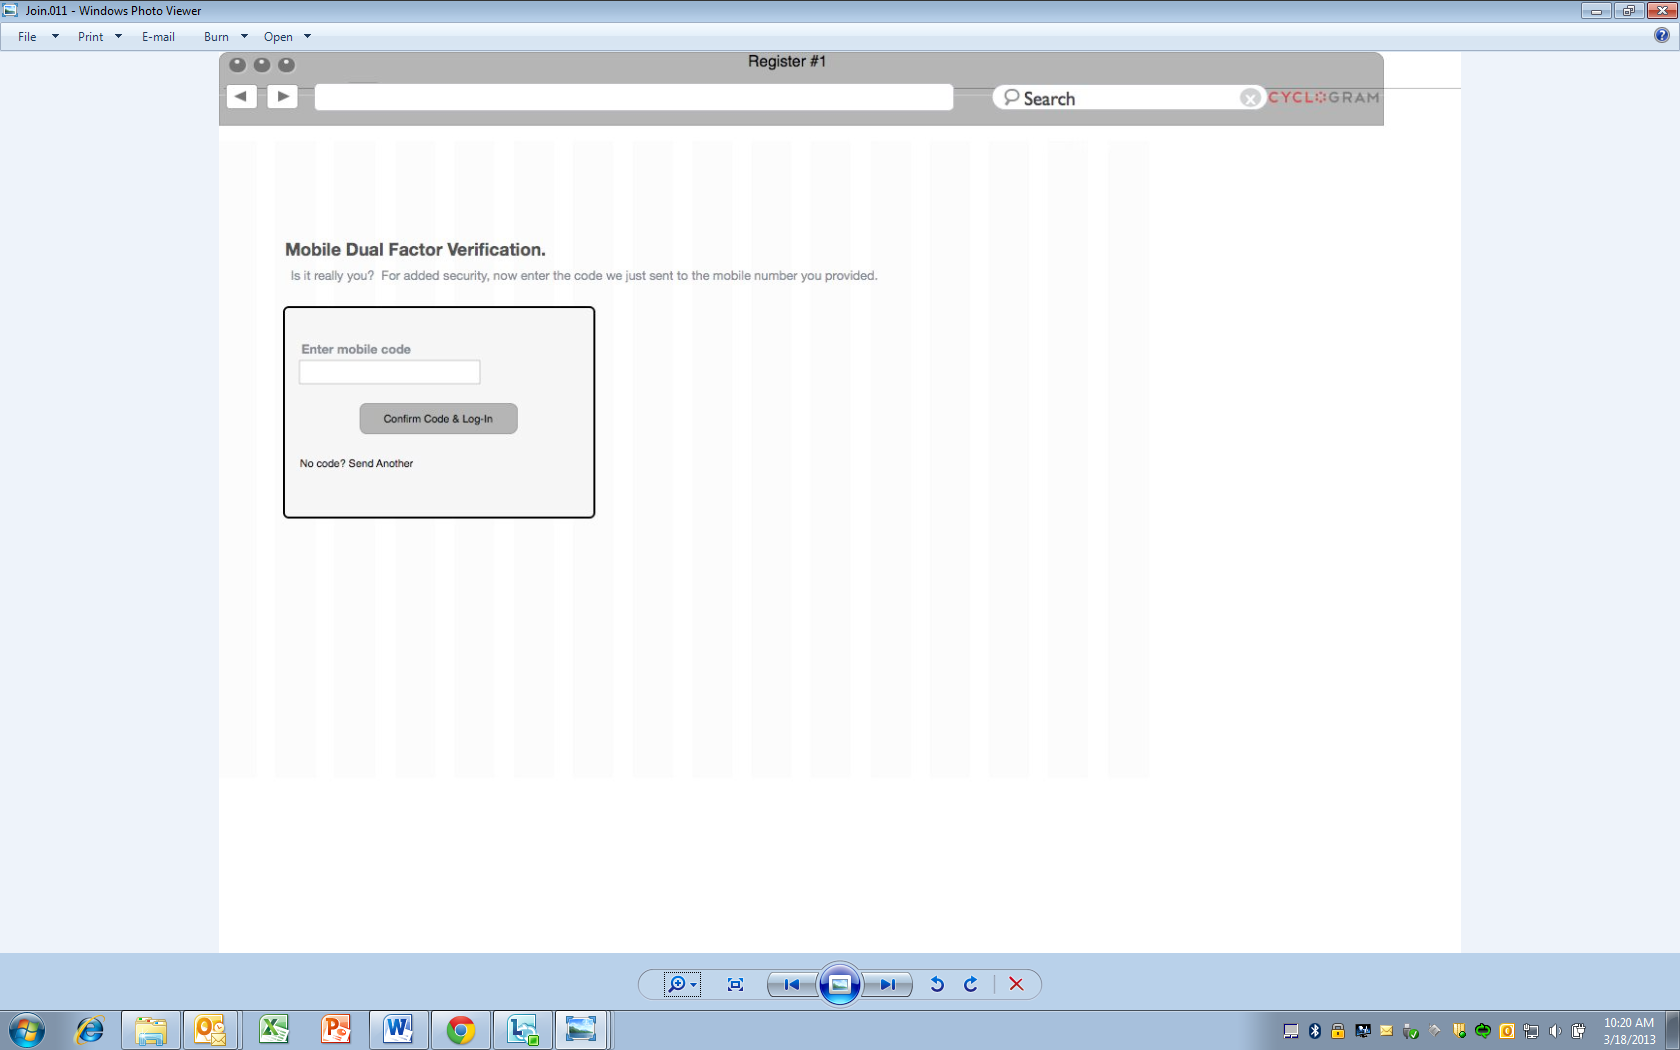 Join.011 - Windows Photo Viewer
File Print E-mail Burn Open
Register #1
Search
CYCLOGRAM
Mobile Dual Factor Verification.
Is it really you? For added security, now enter the code we just sent to the mobile number you provided.
Enter mobile code
Confirm Code & Log-In
No code? Send Another
10:20 AM
3/18/2013